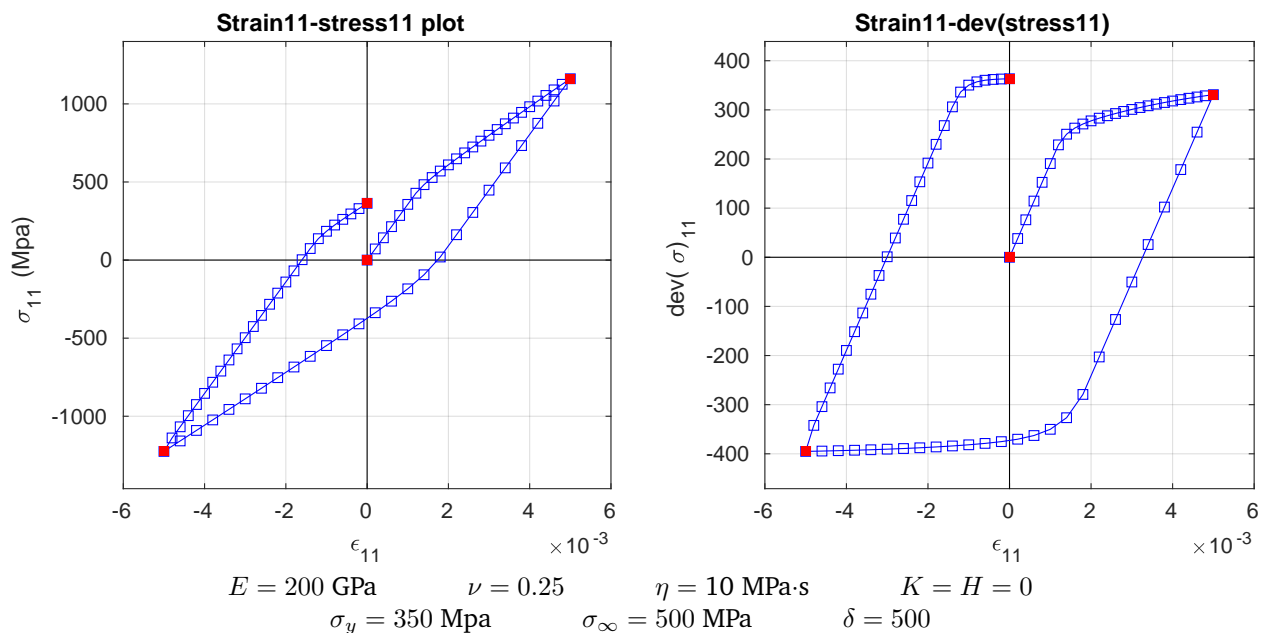 Strain11-stress11 plot
1000
500
0
-500
-1000
σ11 (Mpa)
-6 -4 -2 0 2 4 6
ϵ11 ×10-3
Strain11-dev(stress11)
400
300
200
100
0
-100
-200
-300
-400
dev( σ)11
-6 -4 -2 0 2 4 6
ϵ11 ×10-3
E = 200 GPa ν = 0.25 η = 10 MPa·s K = H = 0
σy = 350 Mpa σ∞ = 500 MPa δ = 500